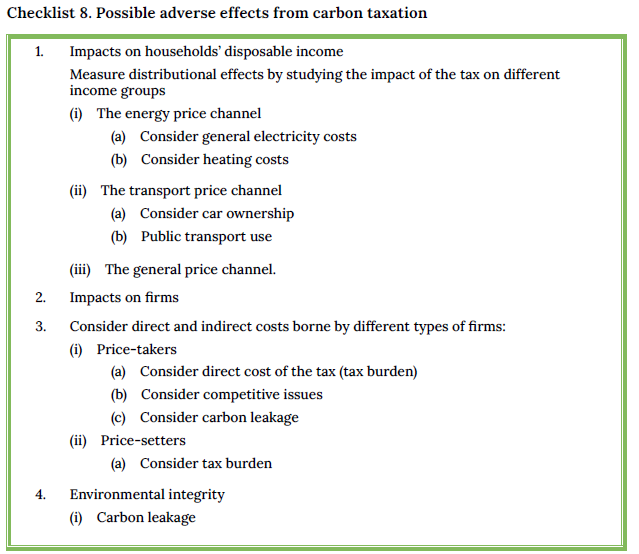 Checklist 8. Possible adverse effects from carbon taxation
1. Impacts on households' disposable income
Measure distributional effects by studying the impact of the tax on different
income groups
(i) The energy price channel
(a) Consider general electricity costs
(b) Consider heating costs
(ii) The transport price channel
(a) Consider car ownership
(b) Public transport use
(iii) The general price channel.
2. Impacts on firms
3. Consider direct and indirect costs borne by different types of firms:
(i) Price-takers
(a) Consider direct cost of the tax (tax burden)
(b) Consider competitive issues
(c) Consider carbon leakage
(ii) Price-setters
(a) Consider tax burden
4. Environmental integrity
(i) Carbon leakage